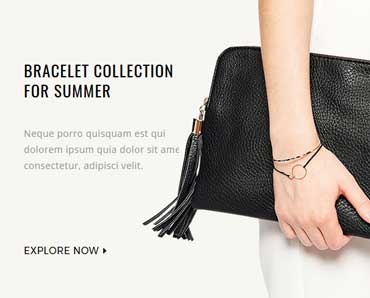 BRACELET COLLECTION
FOR SUMMER
Neque porro quisquam est qui
dolorem ipsum quia dolor sit ame
consectetur, adipisci velit.
EXPLORE NOW